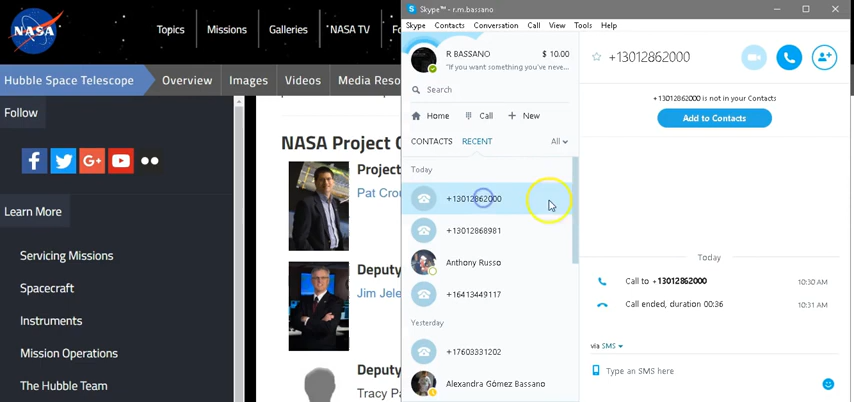 NASA
Topics
Missions
Galleries
NASA TV
Hubble Space Telescope
Overview
Images
Videos
Media Reso
Follow
Learn More
Servicing Missions
Spacecraft
Instruments
Mission Operations
The Hubble Team
NASA Project C
Project
Pat Crou
Deputy
Jim Jele
Deputy
Tracy Pa
Skype™ - r.m.bassano
Skype Contacts Conversation Call View Tools Help
R BASSANO $ 10.00
"If you want something you've neve...
Search
Home Call New
CONTACTS RECENT All
Today
+13012862000
+13012868981
Anthony Russo
+16413449117
Yesterday
+17603331202
Alexandra Gómez Bassano
+13012862000
+13012862000 is not in your Contacts
Add to Contacts
Today
Call to +13012862000 10:30 AM
Call ended, duration 00:36 10:31 AM
via SMS
Type an SMS here